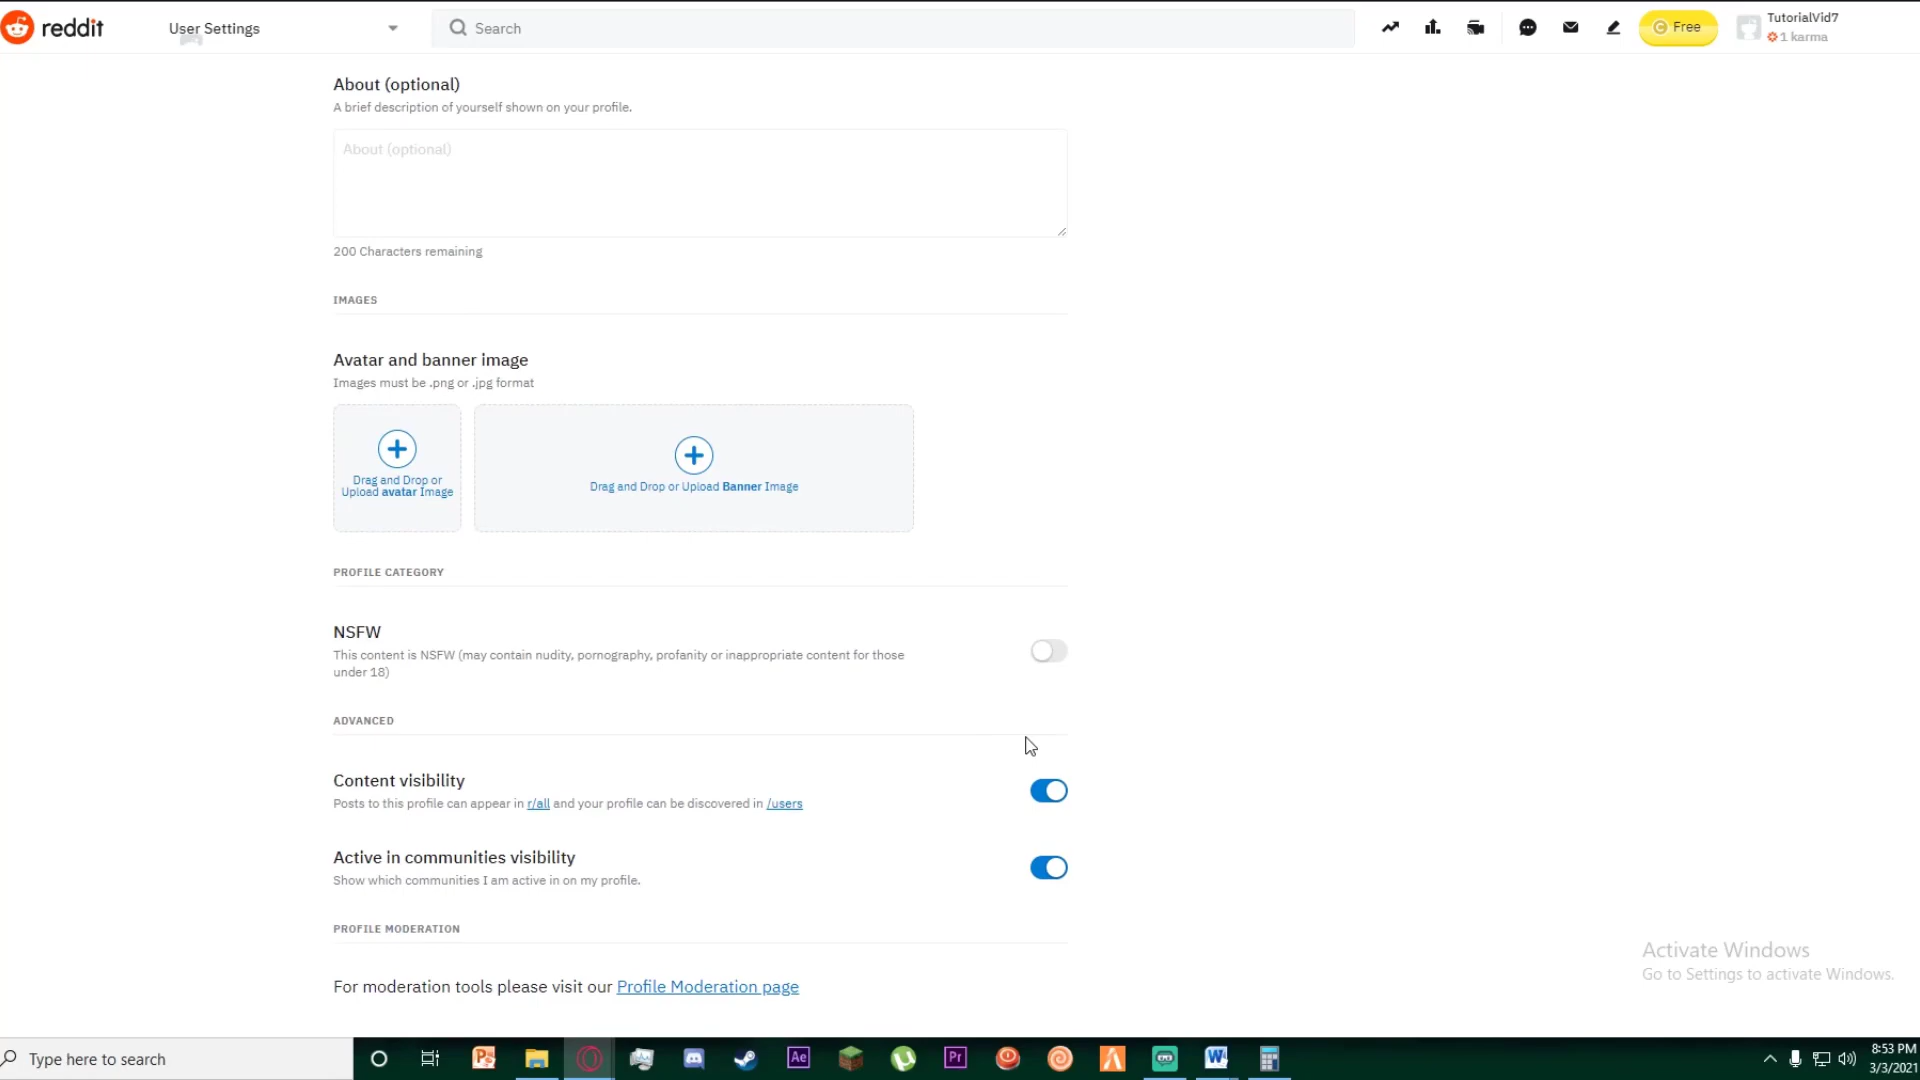 reddit
User Settings
Search
Free
TutorialVid7
1 karma
About (optional)
A brief description of yourself shown on your profile.
About (optional)
200 Characters remaining
IMAGES
Avatar and banner image
Images must be .png or .jpg format
Drag and Drop or
Upload avatar Image
Drag and Drop or Upload Banner Image
PROFILE CATEGORY
NSFW
This content is NSFW (may contain nudity, pornography, profanity or inappropriate content for those
under 18)
ADVANCED
Content visibility
Posts to this profile can appear in r/all and your profile can be discovered in /users
Active in communities visibility
Show which communities I am active in on my profile.
PROFILE MODERATION
For moderation tools please visit our Profile Moderation page
Activate Windows
Go to Settings to activate Windows.
Type here to search
Ae
Pr
8:53 PM
3/3/2021